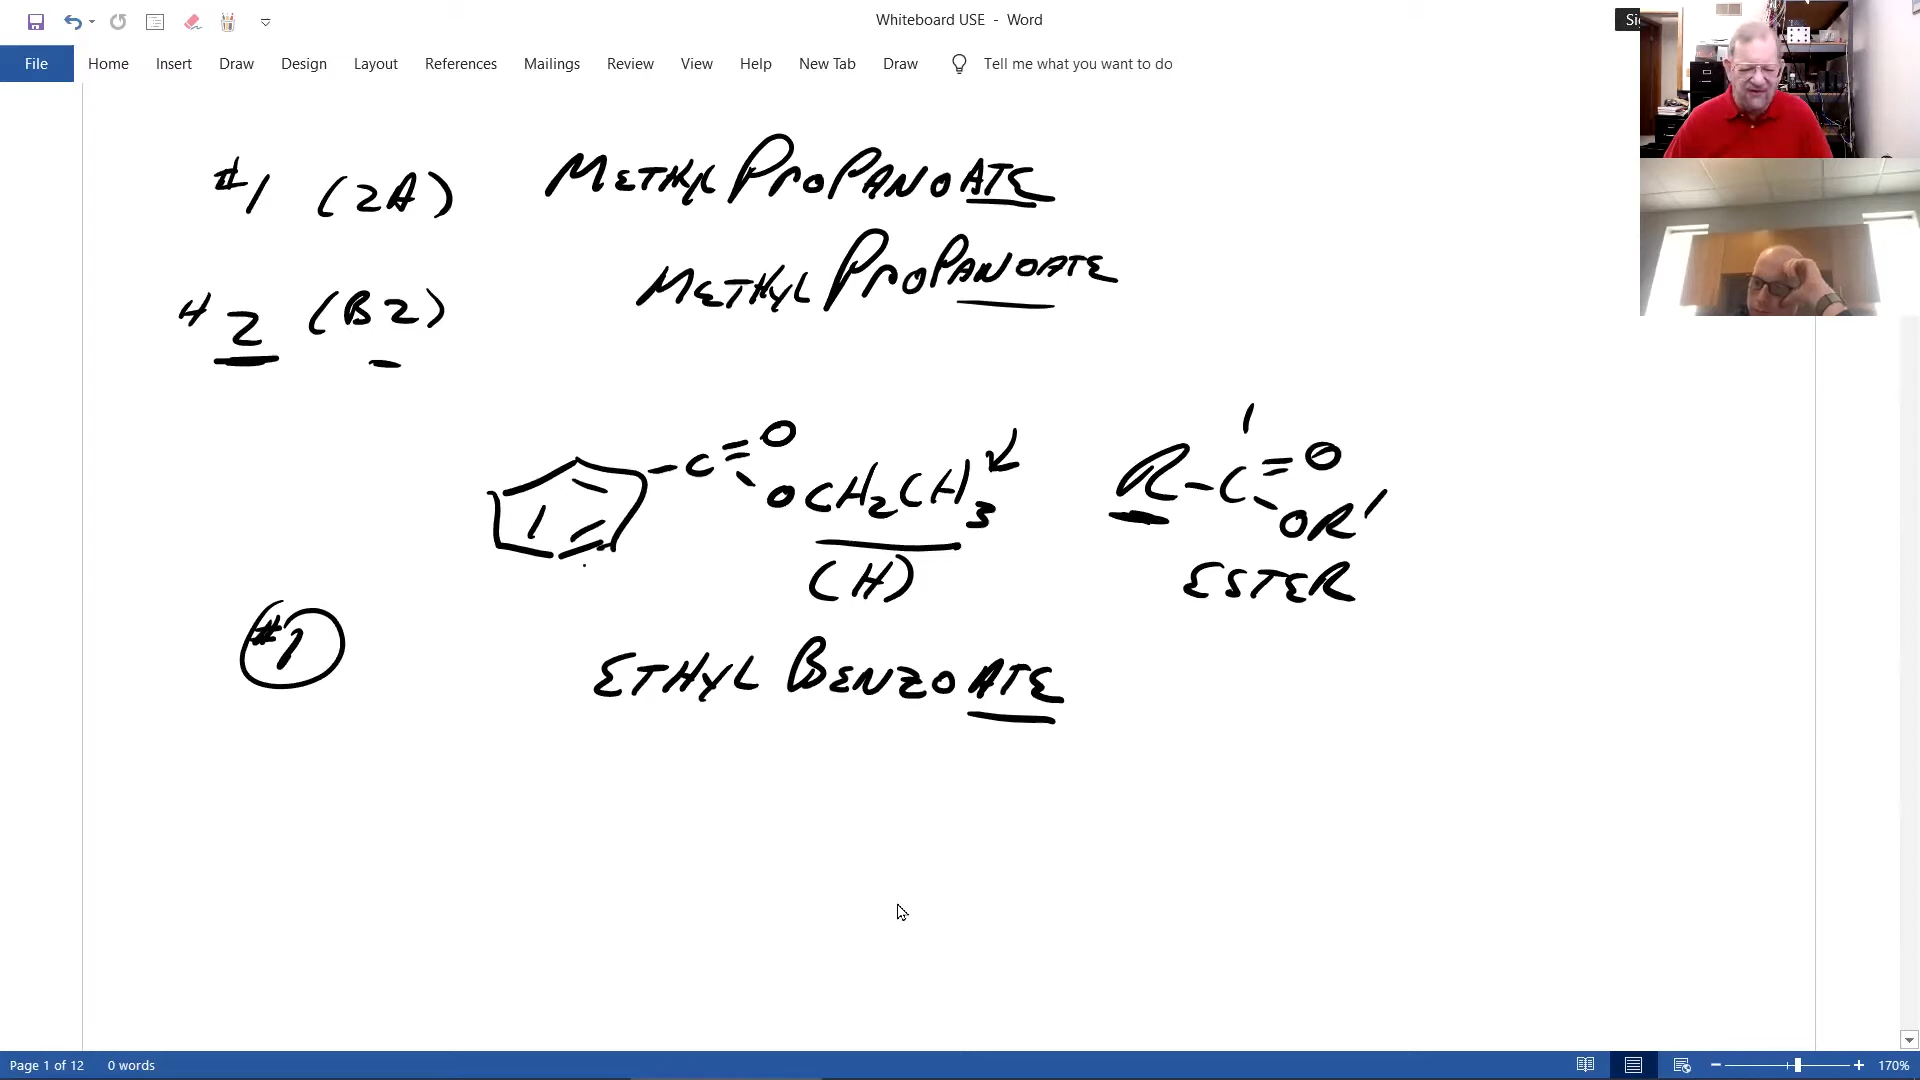 Whiteboard USE - Word
File Home Insert Draw Design Layout References Mailings Review View Help New Tab Draw Tell me what you want to do
#1 (2A) METHYL PROPANOATE
#2 (B2) METHYL PROPANOATE
-C=O
OCH2CH3
(H)
R-C=O
OR'
ESTER
#1
ETHYL BENZOATE
Page 1 of 12 0 words 170%